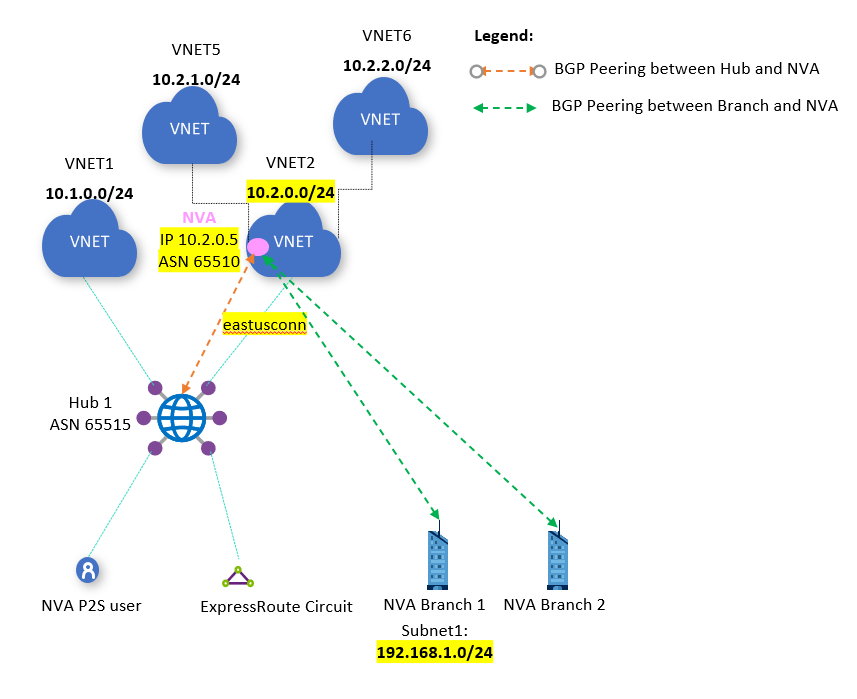 VNET6
Legend:
VNET5
10.2.2.0/24
BGP Peering between Hub and NVA
10.2.1.0/24
BGP Peering between Branch and NVA
VNET
VNET
VNET1
VNET2
10.1.0.0/24
10.2.0.0/24
NVA
IP 10.2.0.5
ASN 65510
VNET
VNET
eastusconn
Hub 1
ASN 65515
NVA P2S user
ExpressRoute Circuit
NVA Branch 1
NVA Branch 2
Subnet1:
192.168.1.0/24